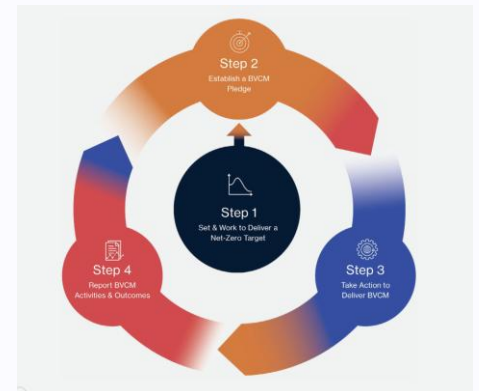 Step 2
Establish a BVCM
Pledge
Step 1
Set & Work to Deliver a
Net-Zero Target
Step 4
Report BVCM
Activities & Outcomes
Step 3
Take Action to
Deliver BVCM